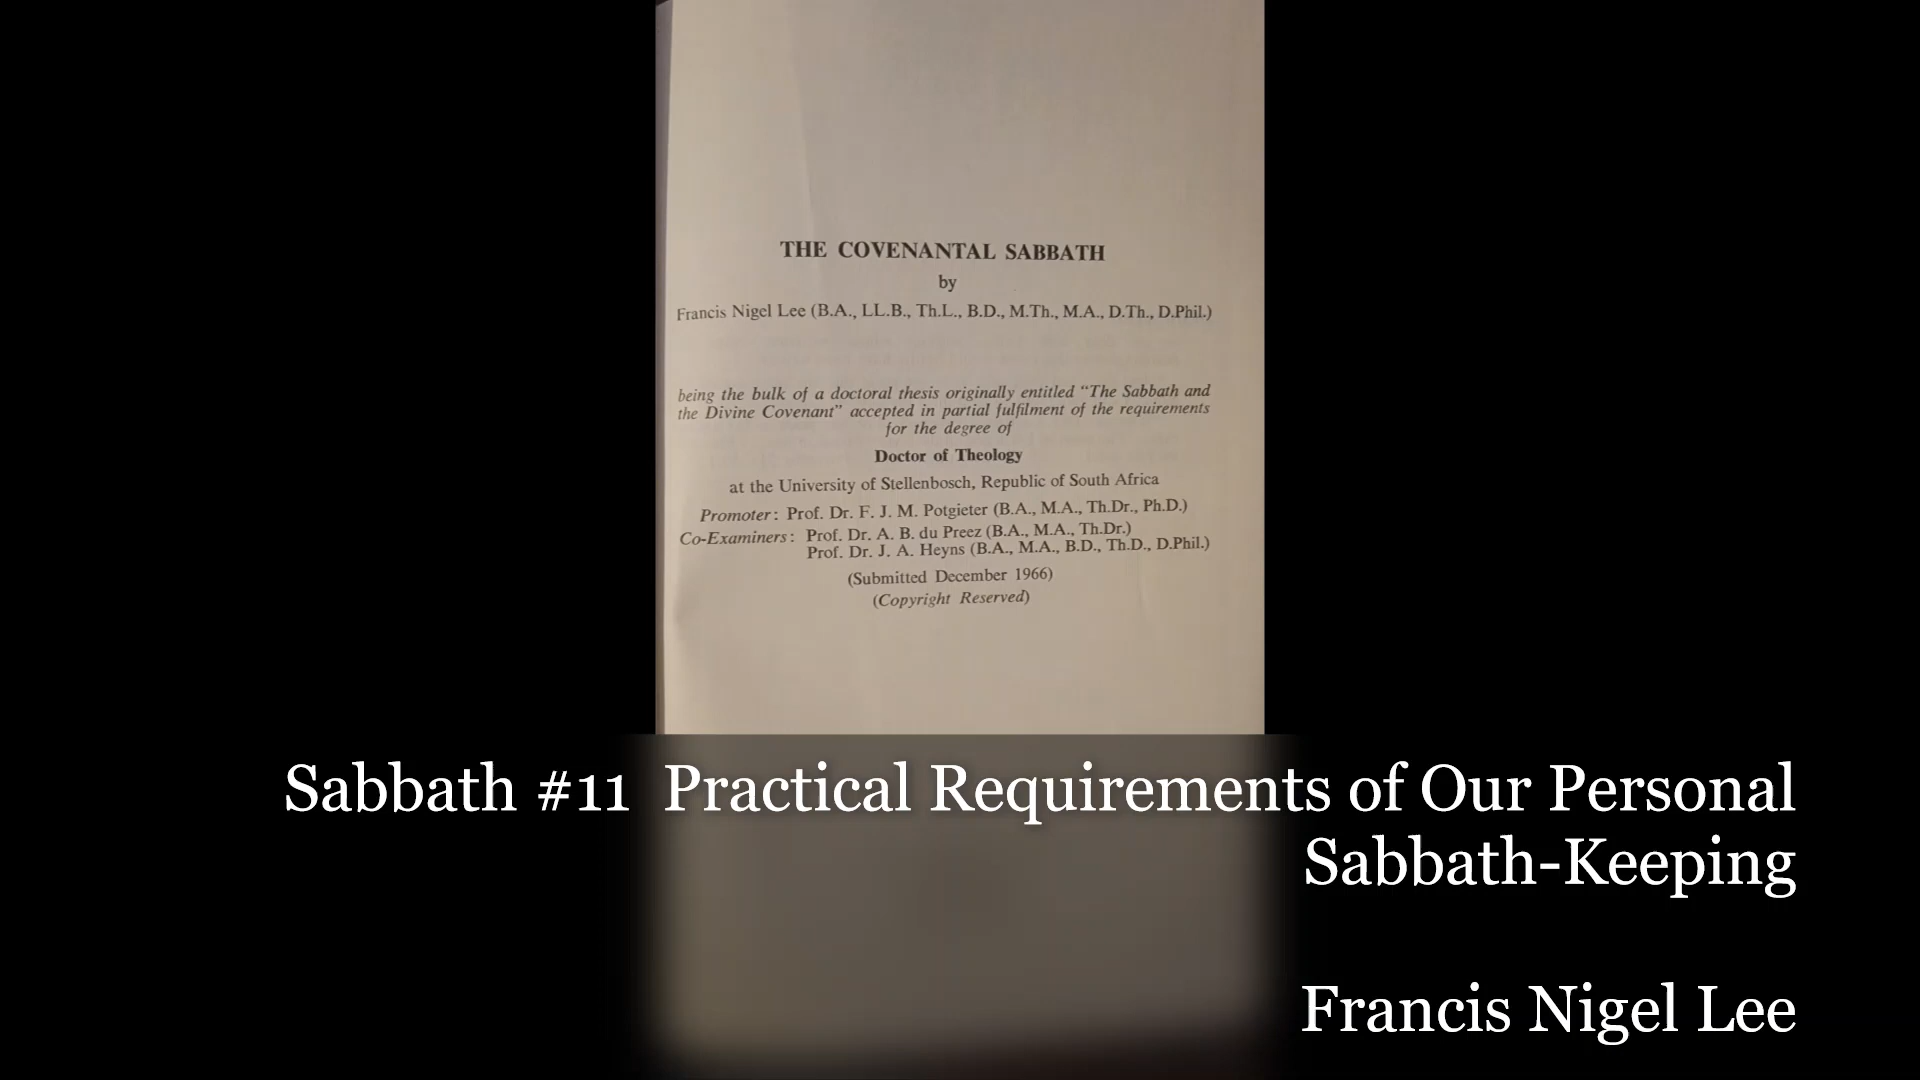 THE COVENANTAL SABBATH
by
Francis Nigel Lee (B.A., LL.B., Th.L., B.D., M.Th., M.A., D.Th., D.Phil.)
being the bulk of a doctoral thesis originally entitled “The Sabbath and
the Divine Covenant” accepted in partial fulfilment of the requirements
for the degree of
Doctor of Theology
at the University of Stellenbosch, Republic of South Africa
Promoter: Prof. Dr. F. J. M. Potgieter (B.A., M.A., Th.Dr., Ph.D.)
Co-Examiners: Prof. Dr. A. B. du Preez (B.A., M.A., Th.Dr.)
Prof. Dr. J. A. Heyns (B.A., M.A., B.D., Th.D., D.Phil.)
(Submitted December 1966)
(Copyright Reserved)
Sabbath #11 Practical Requirements of Our Personal
Sabbath-Keeping
Francis Nigel Lee